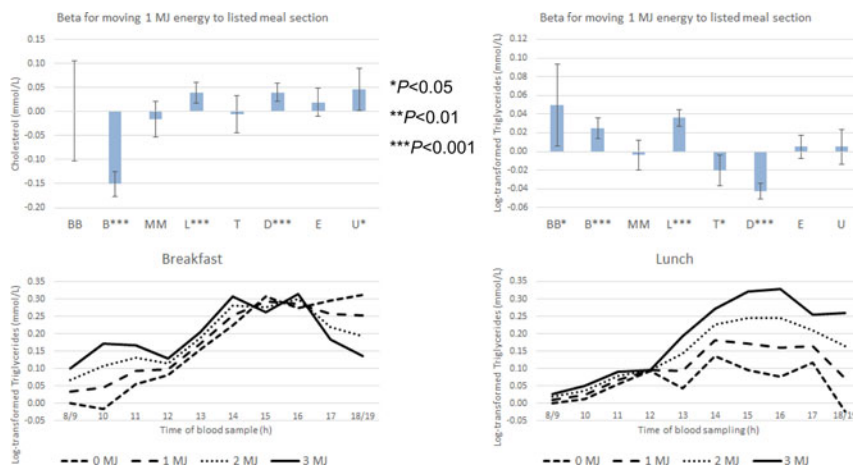 Beta for moving 1 MJ energy to listed meal section
Cholesterol (mmol/L)
0.15
0.10
0.05
0.00
-0.05
-0.10
-0.15
-0.20
BB B*** MM L*** T D*** E U*
*P<0.05
**P<0.01
***P<0.001
Beta for moving 1 MJ energy to listed meal section
Log-transformed Triglycerides (mmol/L)
0.12
0.10
0.08
0.06
0.04
0.02
0.00
-0.02
-0.04
-0.06
BB* B*** MM L*** T* D*** E U
Breakfast
Log-transformed Triglycerides (mmol/L)
0.35
0.30
0.25
0.20
0.15
0.10
0.05
0.00
-0.05
8/9 10 11 12 13 14 15 16 17 18/19
Time of blood sample (h)
0 MJ 1 MJ 2 MJ 3 MJ
Lunch
Log-transformed Triglycerides (mmol/L)
0.35
0.30
0.25
0.20
0.15
0.10
0.05
0.00
-0.05
8/9 10 11 12 13 14 15 16 17 18/19
Time of blood sampling (h)
0 MJ 1 MJ 2 MJ 3 MJ